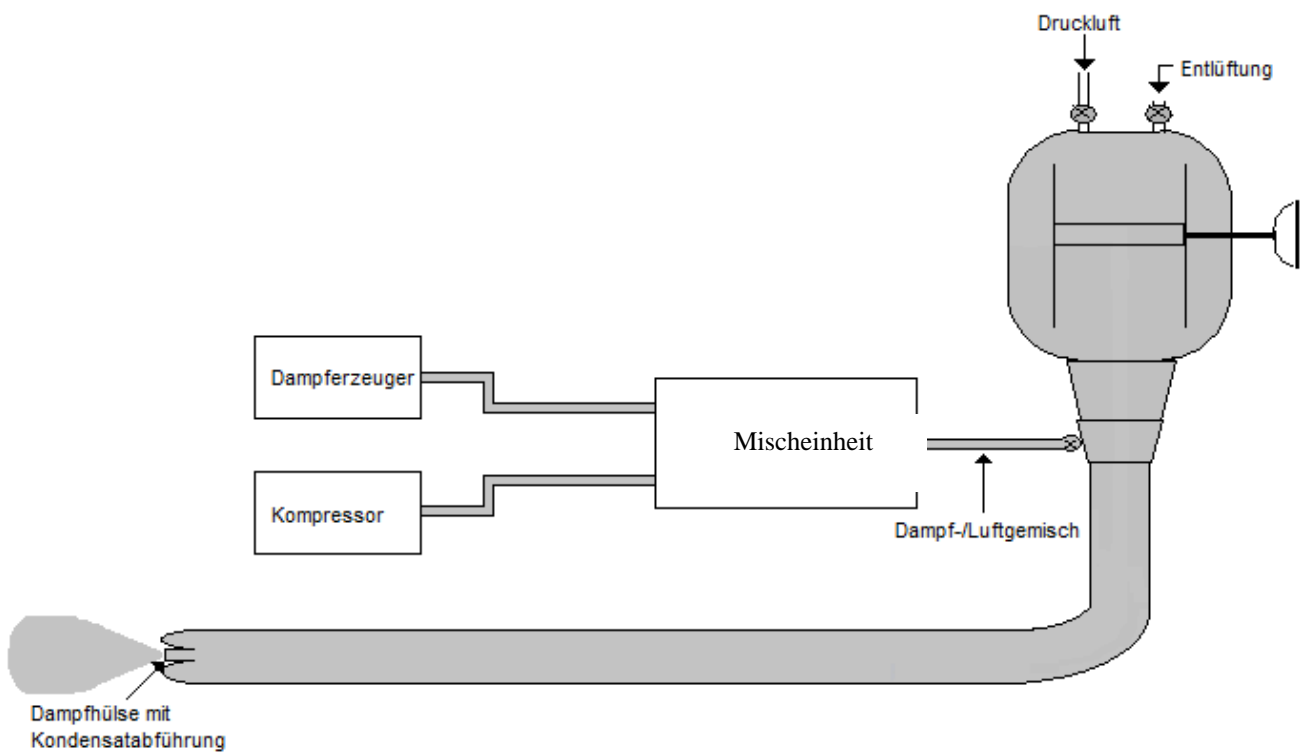 Druckluft
Entlüftung
Dampferzeuger
Mischeinheit
Kompressor
Dampf-/Luftgemisch
Dampfhülse mit
Kondensatabführung